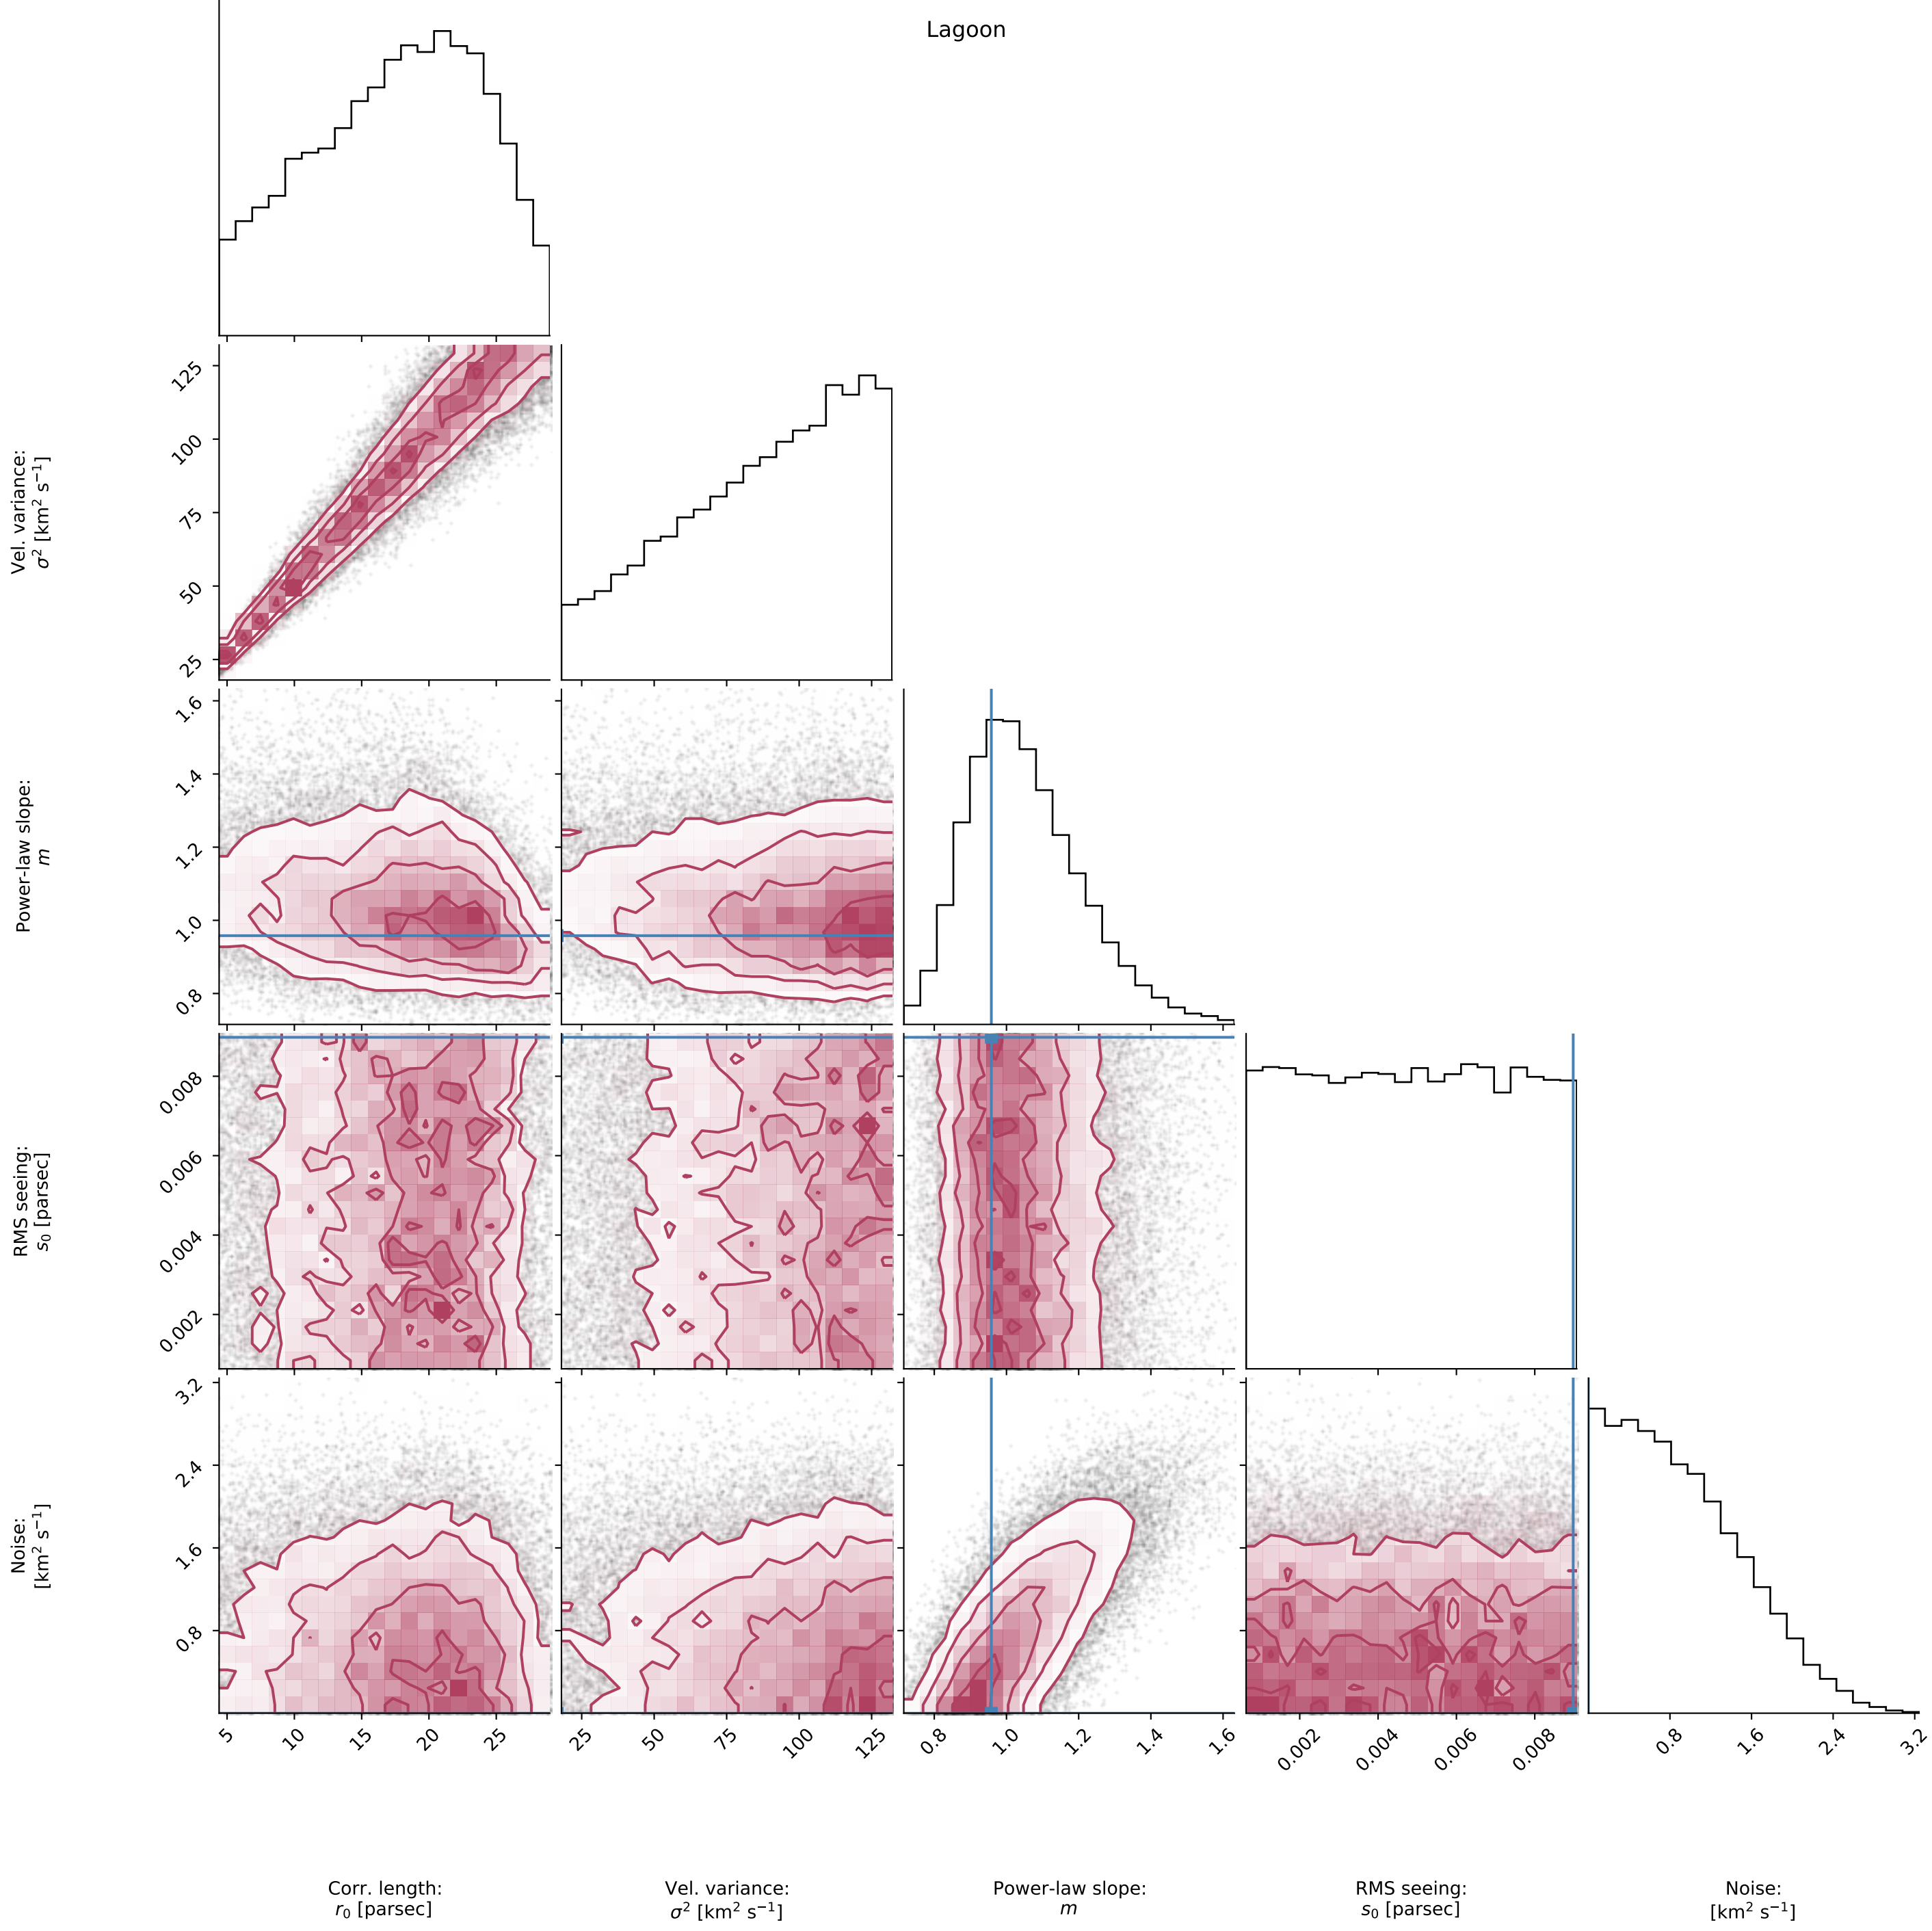 Lagoon
125
100
75
50
25
Vel. variance:
σ² [km² s⁻¹]
1.6
1.4
1.2
1.0
0.8
Power-law slope:
m
0.008
0.006
0.004
0.002
RMS seeing:
s₀ [parsec]
3.2
2.4
1.6
0.8
Noise:
[km² s⁻¹]
5 10 15 20 25 25 50 75 100 125 0.8 1.0 1.2 1.4 1.6 0.002 0.004 0.006 0.008 0.8 1.6 2.4 3.2
Corr. length: Vel. variance: Power-law slope: RMS seeing: Noise:
r₀ [parsec] σ² [km² s⁻¹] m s₀ [parsec] [km² s⁻¹]